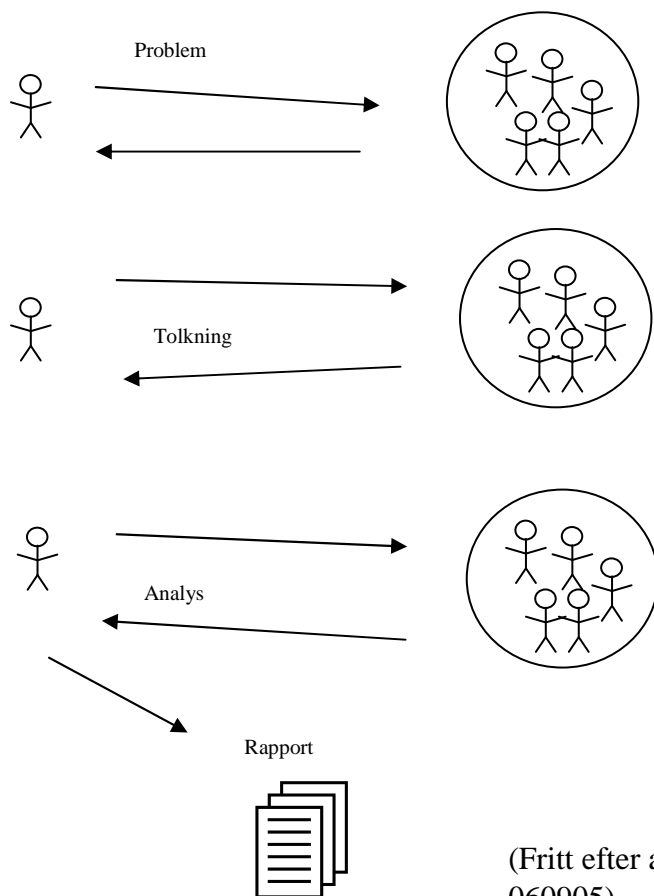 Problem
Tolkning
Analys
Rapport
(Fritt efter
060905)